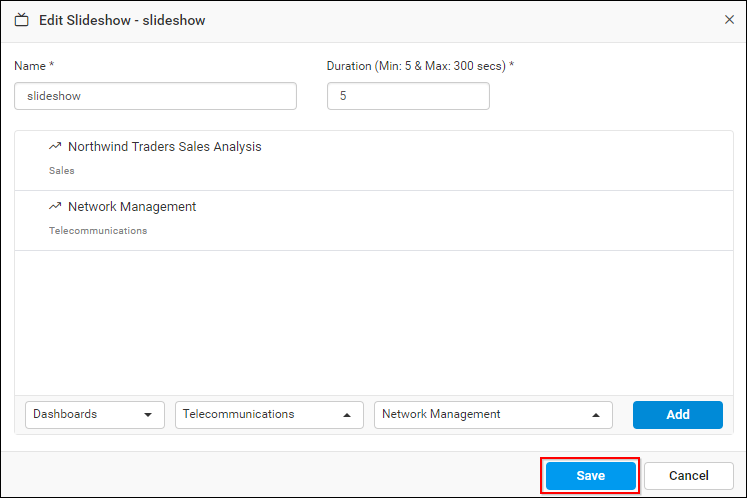 Edit Slideshow - slideshow
Name * Duration (Min: 5 & Max: 300 secs) *
slideshow 5
Northwind Traders Sales Analysis
Sales
Network Management
Telecommunications
Dashboards Telecommunications Network Management Add
Save Cancel